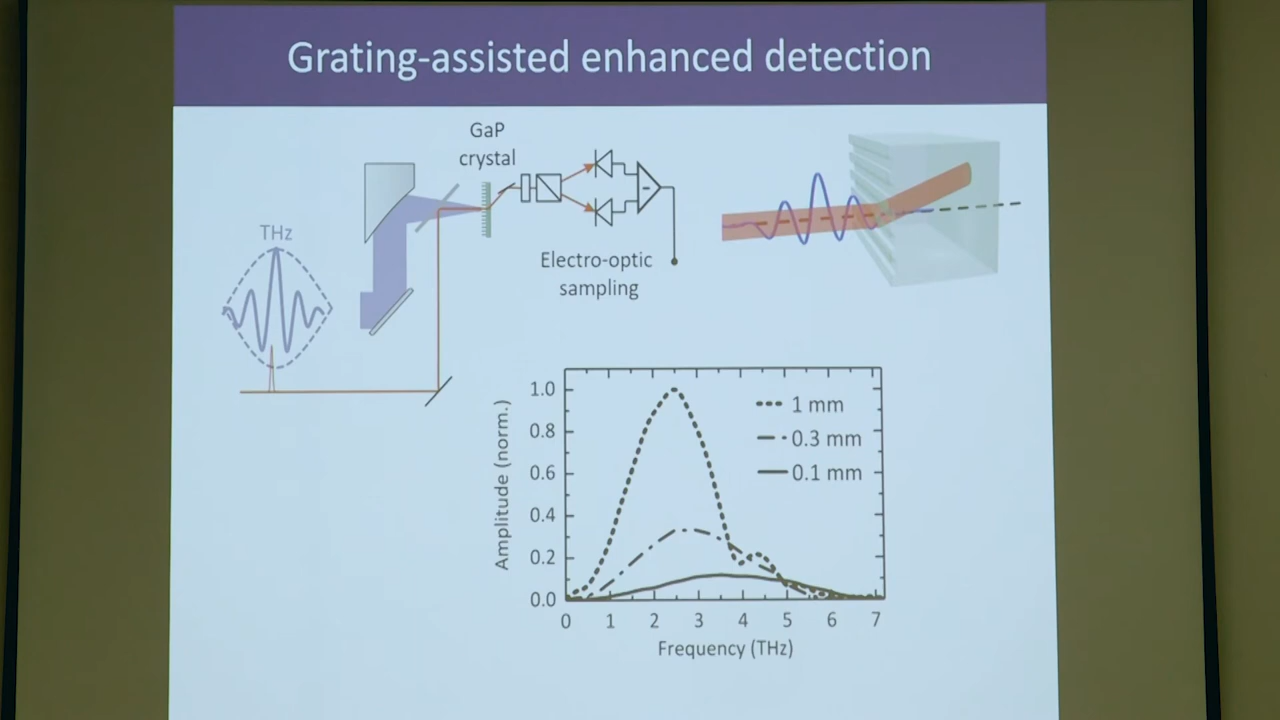 Grating-assisted enhanced detection
GaP
crystal
THz
Electro-optic
sampling
-
Amplitude (norm.)
1.0
0.8
0.6
0.4
0.2
0.0
1 mm
0.3 mm
0.1 mm
0 1 2 3 4 5 6 7
Frequency (THz)